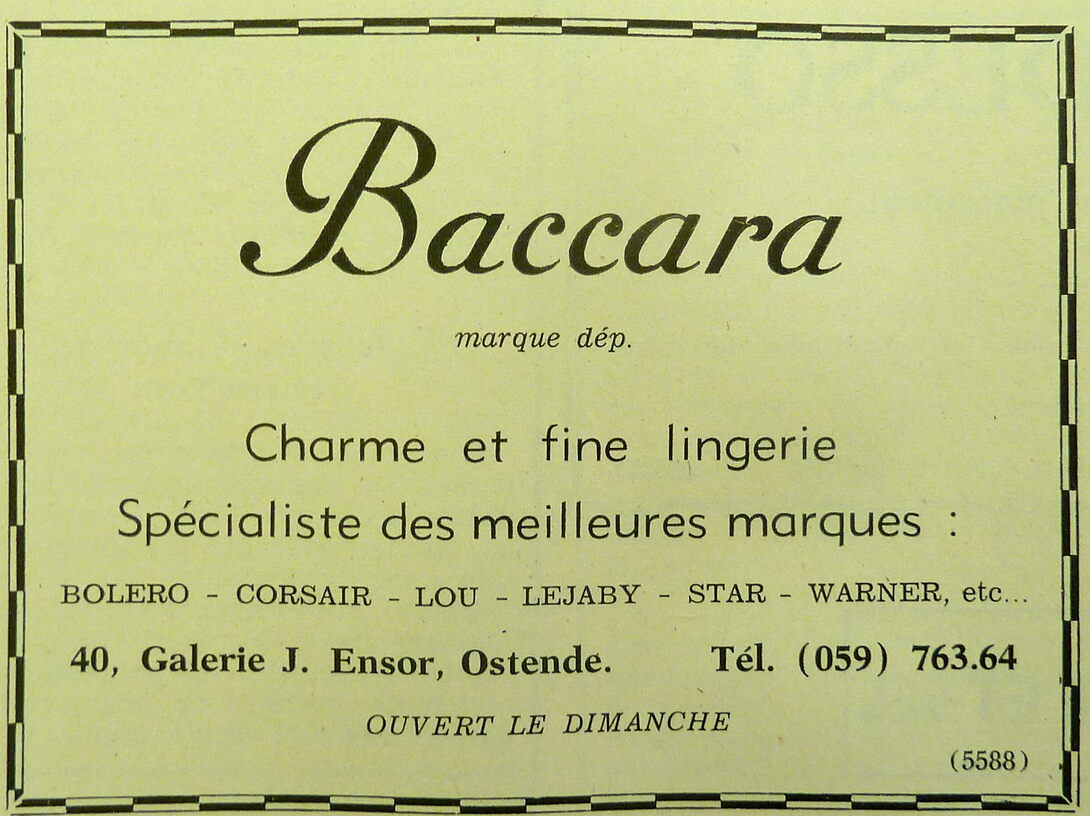 Baccara
marque dép.
Charme et fine lingerie
Spécialiste des meilleures marques :
BOLERO - CORSAIR - LOU - LEJABY - STAR - WARNER, etc...
40, Galerie J. Ensor, Ostende. Tél. (059) 763.64
OUVERT LE DIMANCHE
(5588)